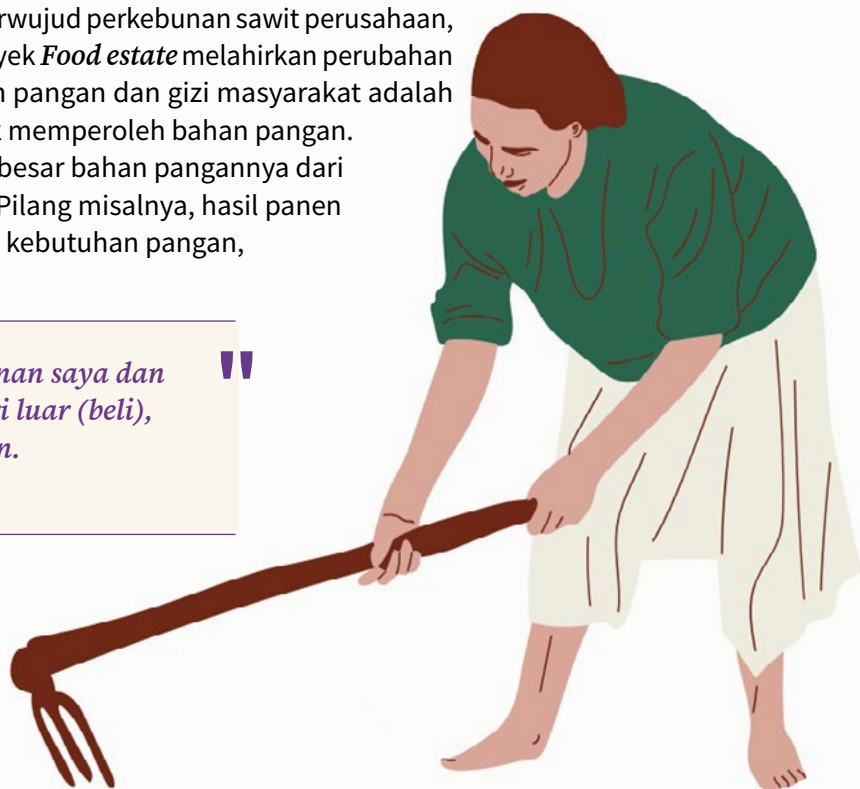 rwujud perkebunan sawit perusahaan,
yek Food estate melahirkan perubahan
n pangan dan gizi masyarakat adalah
k memperoleh bahan pangan.
besar bahan pangannya dari
Pilang misalnya, hasil panen
kebutuhan pangan,
nan saya dan "
ri luar (beli),
n.